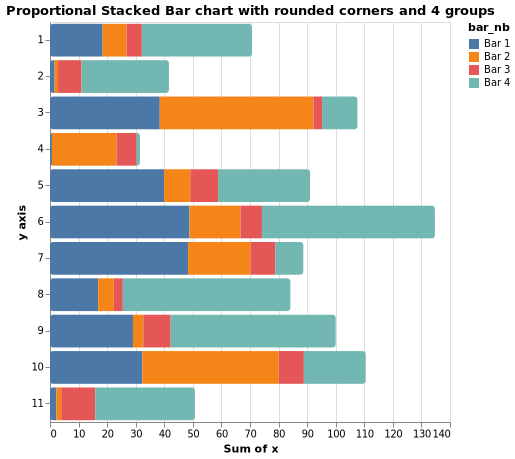 Proportional Stacked Bar chart with rounded corners and 4 groups
bar_nb
Bar 1
Bar 2
Bar 3
Bar 4
y axis
1
2
3
4
5
6
7
8
9
10
11
0 10 20 30 40 50 60 70 80 90 100 110 120 130 140
Sum of x